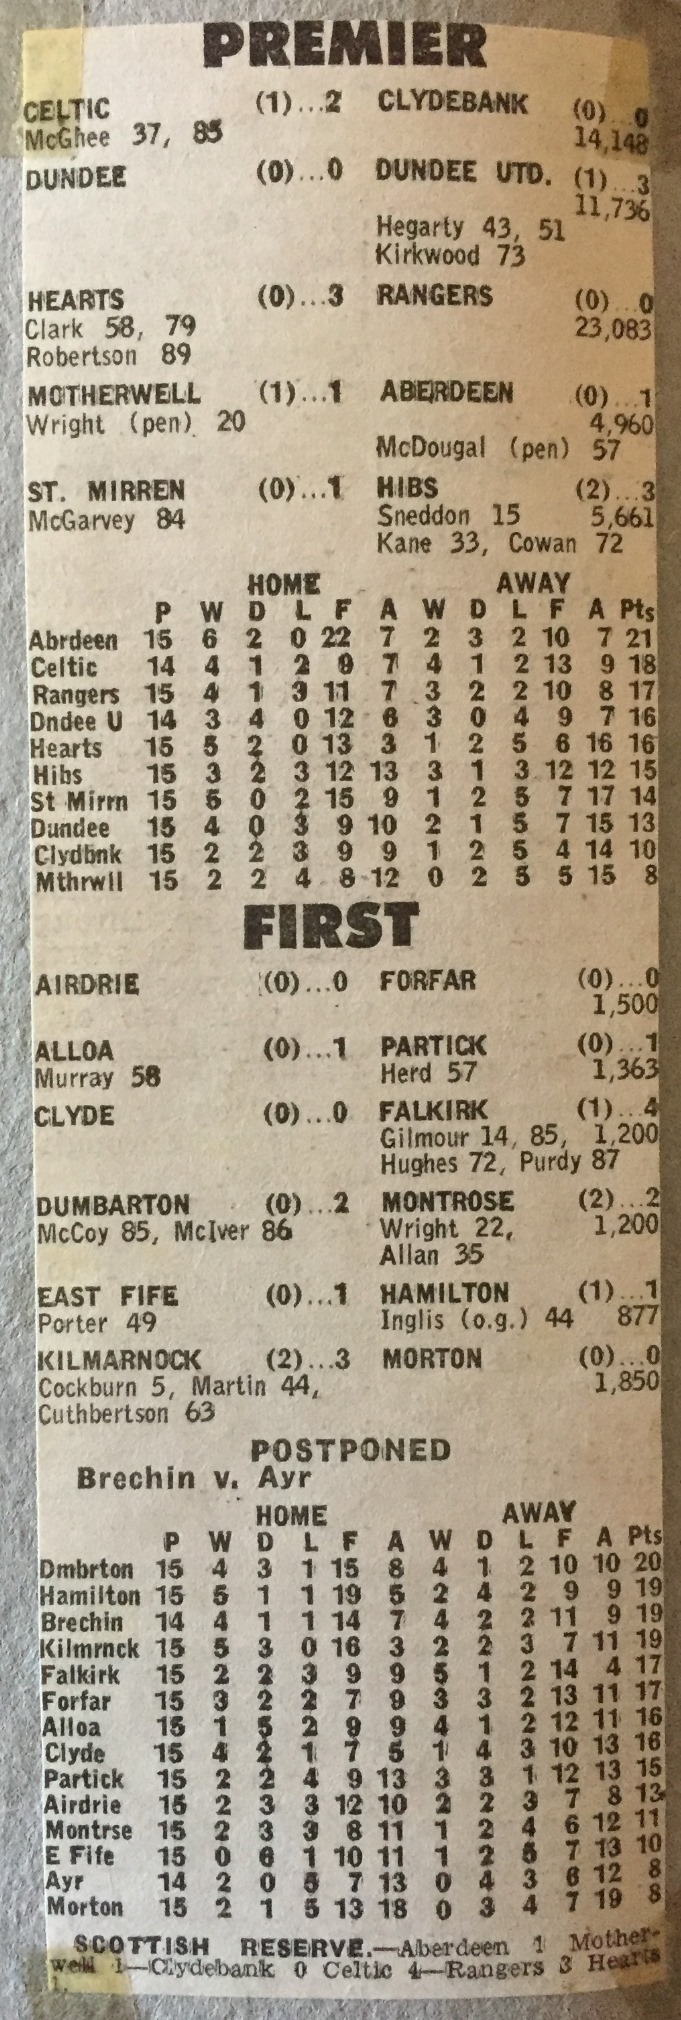 PREMIER
CELTIC (1)...2 CLYDEBANK (0)...0
McGhee 37, 85 14,148
DUNDEE (0)...0 DUNDEE UTD. (1)...3
11,736
Hegarty 43, 51
Kirkwood 73
HEARTS (0)...3 RANGERS (0)...0
Clark 58, 79 23,083
Robertson 89
MOTHERWELL (1)...1 ABERDEEN (0)...1
Wright (pen) 20 4,960
McDougal (pen) 57
ST. MIRREN (0)...1 HIBS (2)...3
McGarvey 84 Sneddon 15 5,661
Kane 33, Cowan 72
HOME AWAY
P W D L F A W D L F A Pts
Abrdeen 15 6 2 0 22 7 2 3 2 10 7 21
Celtic 14 4 1 2 9 7 4 1 2 13 9 18
Rangers 15 4 1 3 11 7 3 2 2 10 8 17
Dndee U 14 3 4 0 12 6 3 0 4 9 7 16
Hearts 15 5 2 0 13 3 1 2 5 6 16 16
Hibs 15 3 2 3 12 13 3 1 3 12 12 15
St Mirrn 15 5 0 2 15 9 1 2 5 7 17 14
Dundee 15 4 0 3 9 10 2 1 5 7 15 13
Clydbnk 15 2 2 3 9 9 1 2 5 4 14 10
Mthrwll 15 2 2 4 8 12 0 2 5 5 15 8
FIRST
AIRDRIE (0)...0 FORFAR (0)...0
1,500
ALLOA (0)...1 PARTICK (0)...1
Murray 58 Herd 57 1,363
CLYDE (0)...0 FALKIRK (1)...4
Gilmour 14, 85, 1,200
Hughes 72, Purdy 87
DUMBARTON (0)...2 MONTROSE (2)...2
McCoy 85, McIver 86 Wright 22, 1,200
Allan 35
EAST FIFE (0)...1 HAMILTON (1)...1
Porter 49 Inglis (o.g.) 44 877
KILMARNOCK (2)...3 MORTON (0)...0
Cockburn 5, Martin 44, 1,850
Cuthbertson 63
POSTPONED
Brechin v. Ayr
HOME AWAY
P W D L F A W D L F A Pts
Dmbrton 15 4 3 1 15 8 4 1 2 10 10 20
Hamilton 15 5 1 1 19 5 2 4 2 9 9 19
Brechin 14 4 1 1 14 7 4 2 2 11 9 19
Kilmrnck 15 5 3 0 16 3 2 2 3 7 11 19
Falkirk 15 2 2 3 9 9 5 1 2 14 4 17
Forfar 15 3 2 2 7 9 3 3 2 13 11 17
Alloa 15 1 5 2 9 9 4 1 2 12 11 16
Clyde 15 4 2 1 7 5 1 4 3 10 13 16
Partick 15 2 2 4 9 13 3 3 1 12 13 15
Airdrie 15 2 3 3 12 10 2 2 3 7 8 13
Montrse 15 2 3 3 8 11 1 2 4 6 12 11
E Fife 15 0 6 1 10 11 1 2 5 7 13 10
Ayr 14 2 0 5 7 13 0 4 3 6 12 8
Morton 15 2 1 5 13 18 0 3 4 7 19 8
SCOTTISH RESERVE.—Aberdeen 1 Mother-
well 1—Clydebank 0 Celtic 4—Rangers 3 Hearts
1.